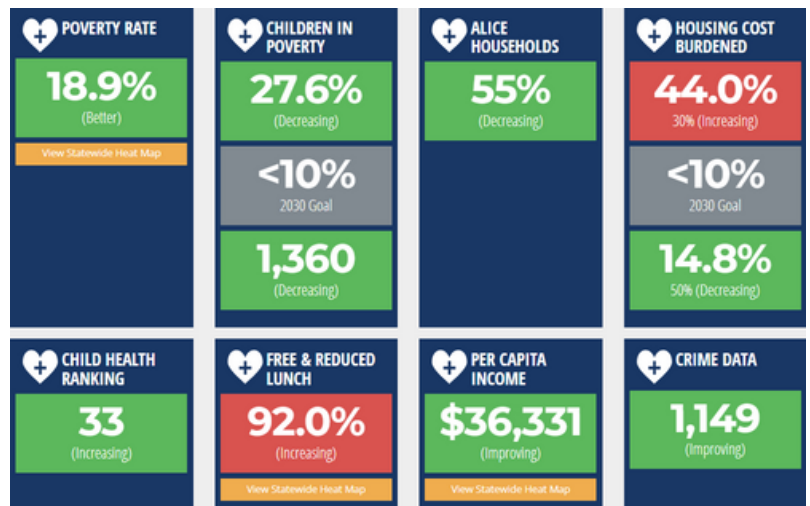 POVERTY RATE
18.9%
(Better)
View Statewide Heat Map
CHILDREN IN
POVERTY
27.6%
(Decreasing)
<10%
2030 Goal
1,360
(Decreasing)
ALICE
HOUSEHOLDS
55%
(Decreasing)
HOUSING COST
BURDENED
44.0%
30% (Increasing)
<10%
2030 Goal
14.8%
50% (Decreasing)
CHILD HEALTH
RANKING
33
(Increasing)
FREE & REDUCED
LUNCH
92.0%
(Increasing)
View Statewide Heat Map
PER CAPITA
INCOME
$36,331
(Improving)
View Statewide Heat Map
CRIME DATA
1,149
(Improving)